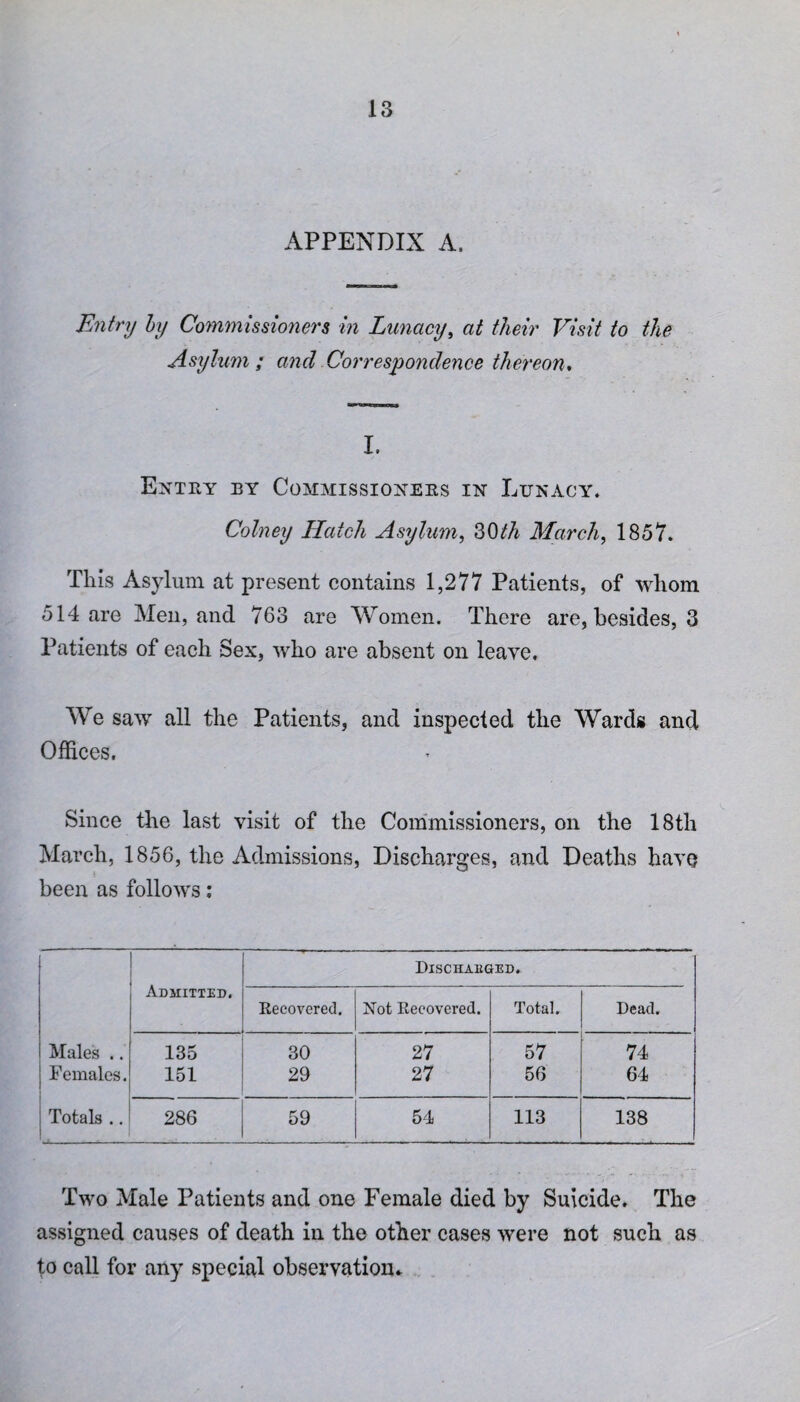 13
APPENDIX A.
Entry by Commissioners in Lunacy, at their Visit to the
Asylum ; and Correspondence thereon.
I.
ENTRY BY COMMISSIONERS IN LUNACY.
Colney Hatch Asylum, 30th March, 1857.
This Asylum at present contains 1,277 Patients, of whom
514 are Men, and 763 are Women. There are, besides, 3
Patients of each Sex, who are absent on leave.
We saw all the Patients, and inspected the Wards and
Offices.
Since the last visit of the Commissioners, on the 18th
March, 1856, the Admissions, Discharges, and Deaths have
been as follows :
DISCHARGED.
ADMITTED.
Recovered. Not Recovered. Total. Dead.
Males .. 135 30 27 57 74
Females. 151 29 27 56 64
Totals .. 286 59 54 113 138
Two Male Patients and one Female died by Suicide. The
assigned causes of death in the other cases were not such as
to call for any special observation.